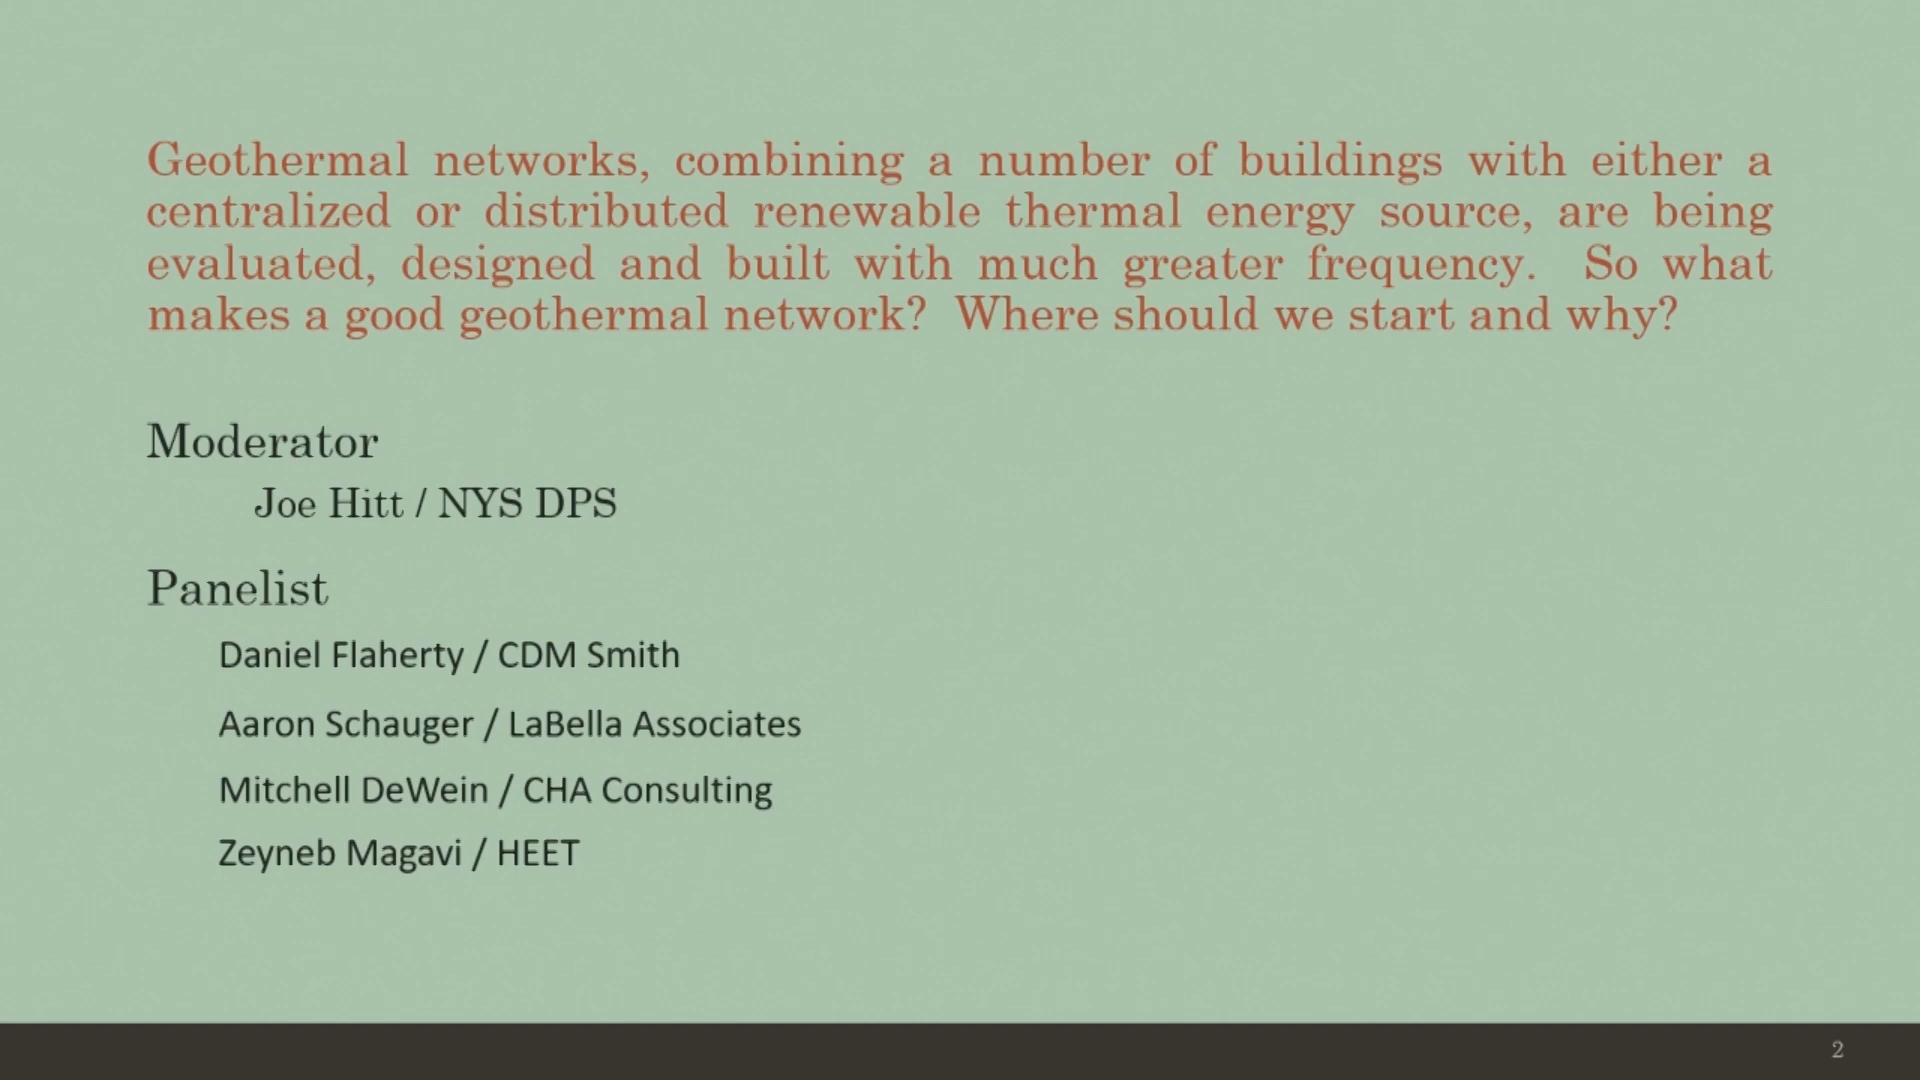 Geothermal networks, combining a number of buildings with either a
centralized or distributed renewable thermal energy source, are being
evaluated, designed and built with much greater frequency.  So what
makes a good geothermal network?  Where should we start and why?
Moderator
Joe Hitt / NYS DPS
Panelist
Daniel Flaherty / CDM Smith
Aaron Schauger / LaBella Associates
Mitchell DeWein / CHA Consulting
Zeyneb Magavi / HEET
2